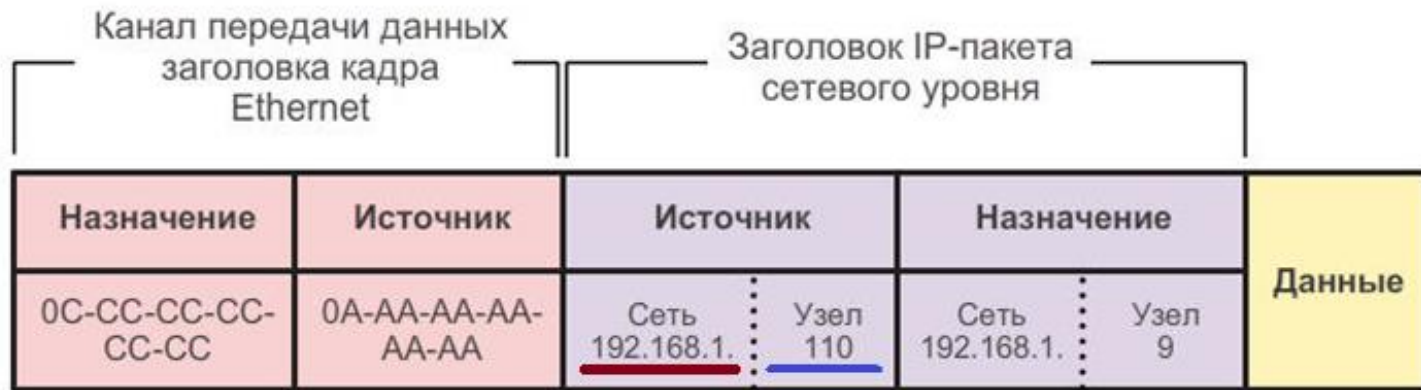 Канал передачи данных
заголовка кадра
Ethernet
Заголовок IP-пакета
сетевого уровня
Назначение
Источник
Источник
Назначение
Данные
0C-CC-CC-CC-
CC-CC
0A-AA-AA-AA-
AA-AA
Сеть
192.168.1.
Узел
110
Сеть
192.168.1.
Узел
9